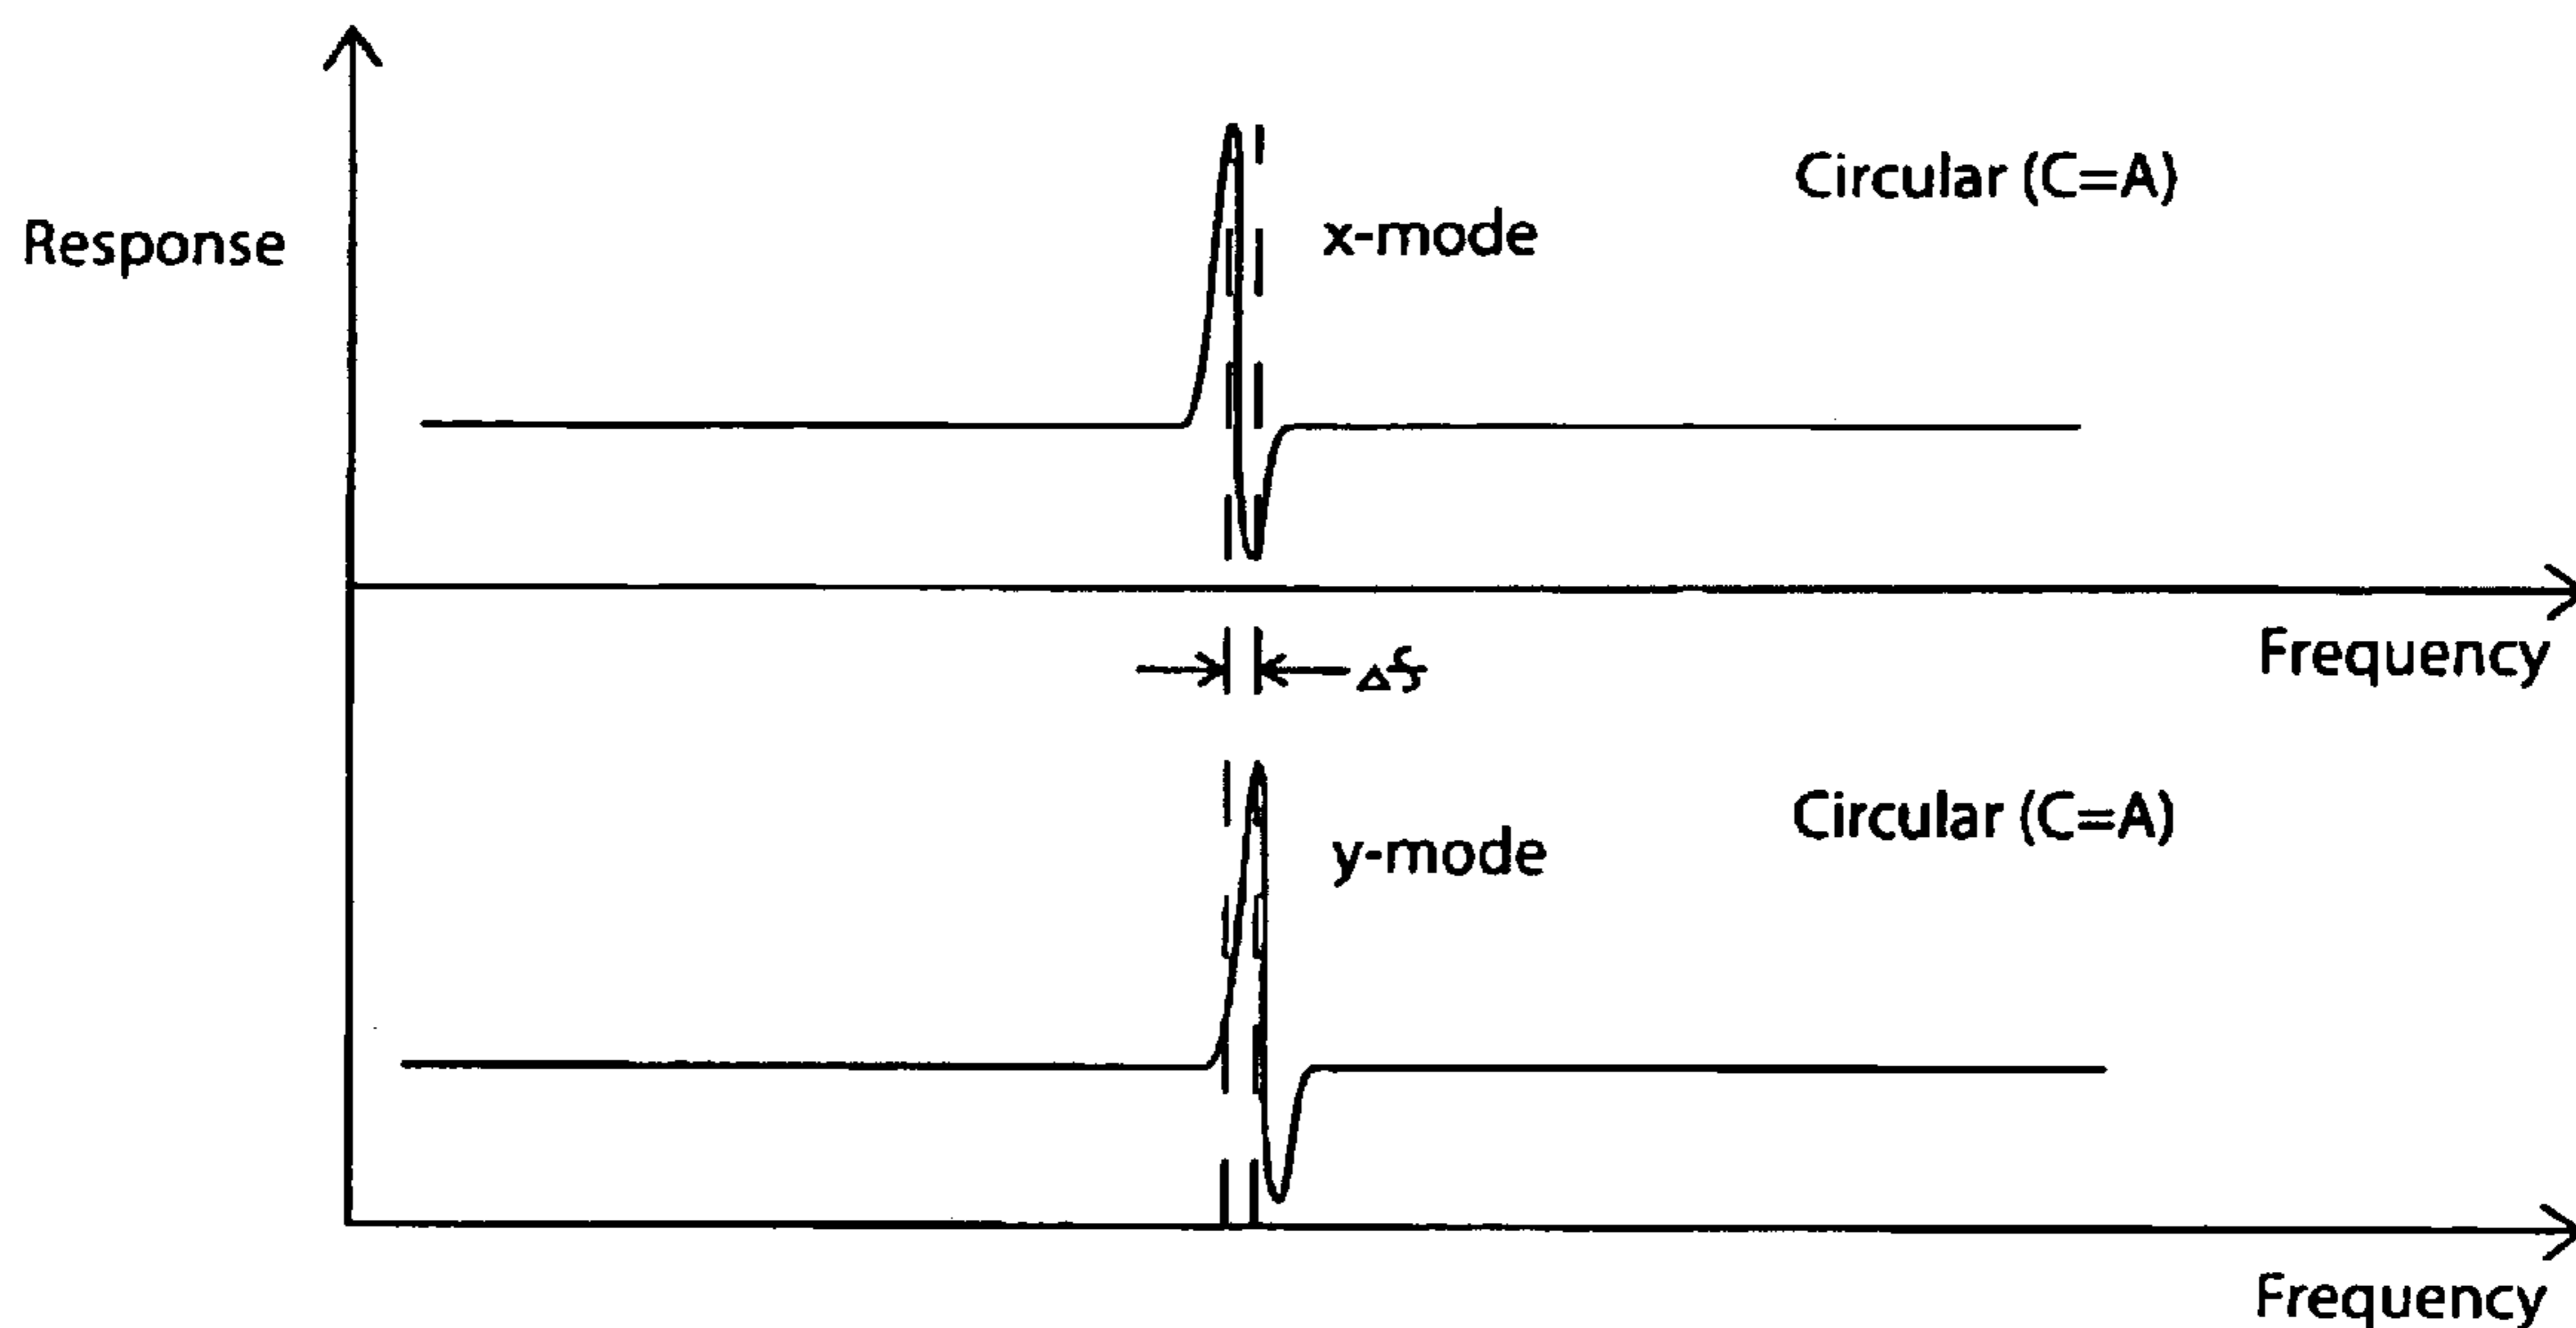 Circular (C=A)
Response
x-mode
Frequency
Δf
Circular (C=A)
y-mode
Frequency